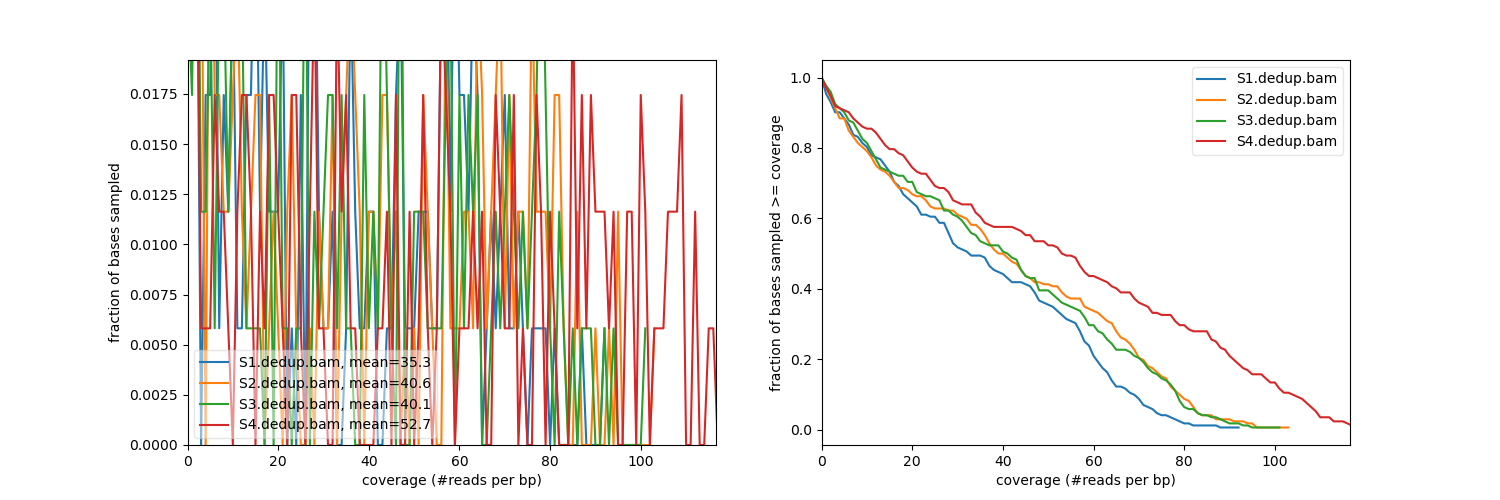 fraction of bases sampled
0.0175
0.0150
0.0125
0.0100
0.0075
0.0050
0.0025
0.0000
S1.dedup.bam, mean=35.3
S2.dedup.bam, mean=40.6
S3.dedup.bam, mean=40.1
S4.dedup.bam, mean=52.7
0 20 40 60 80 100
coverage (#reads per bp)
fraction of bases sampled >= coverage
1.0
0.8
0.6
0.4
0.2
0.0
S1.dedup.bam
S2.dedup.bam
S3.dedup.bam
S4.dedup.bam
0 20 40 60 80 100
coverage (#reads per bp)